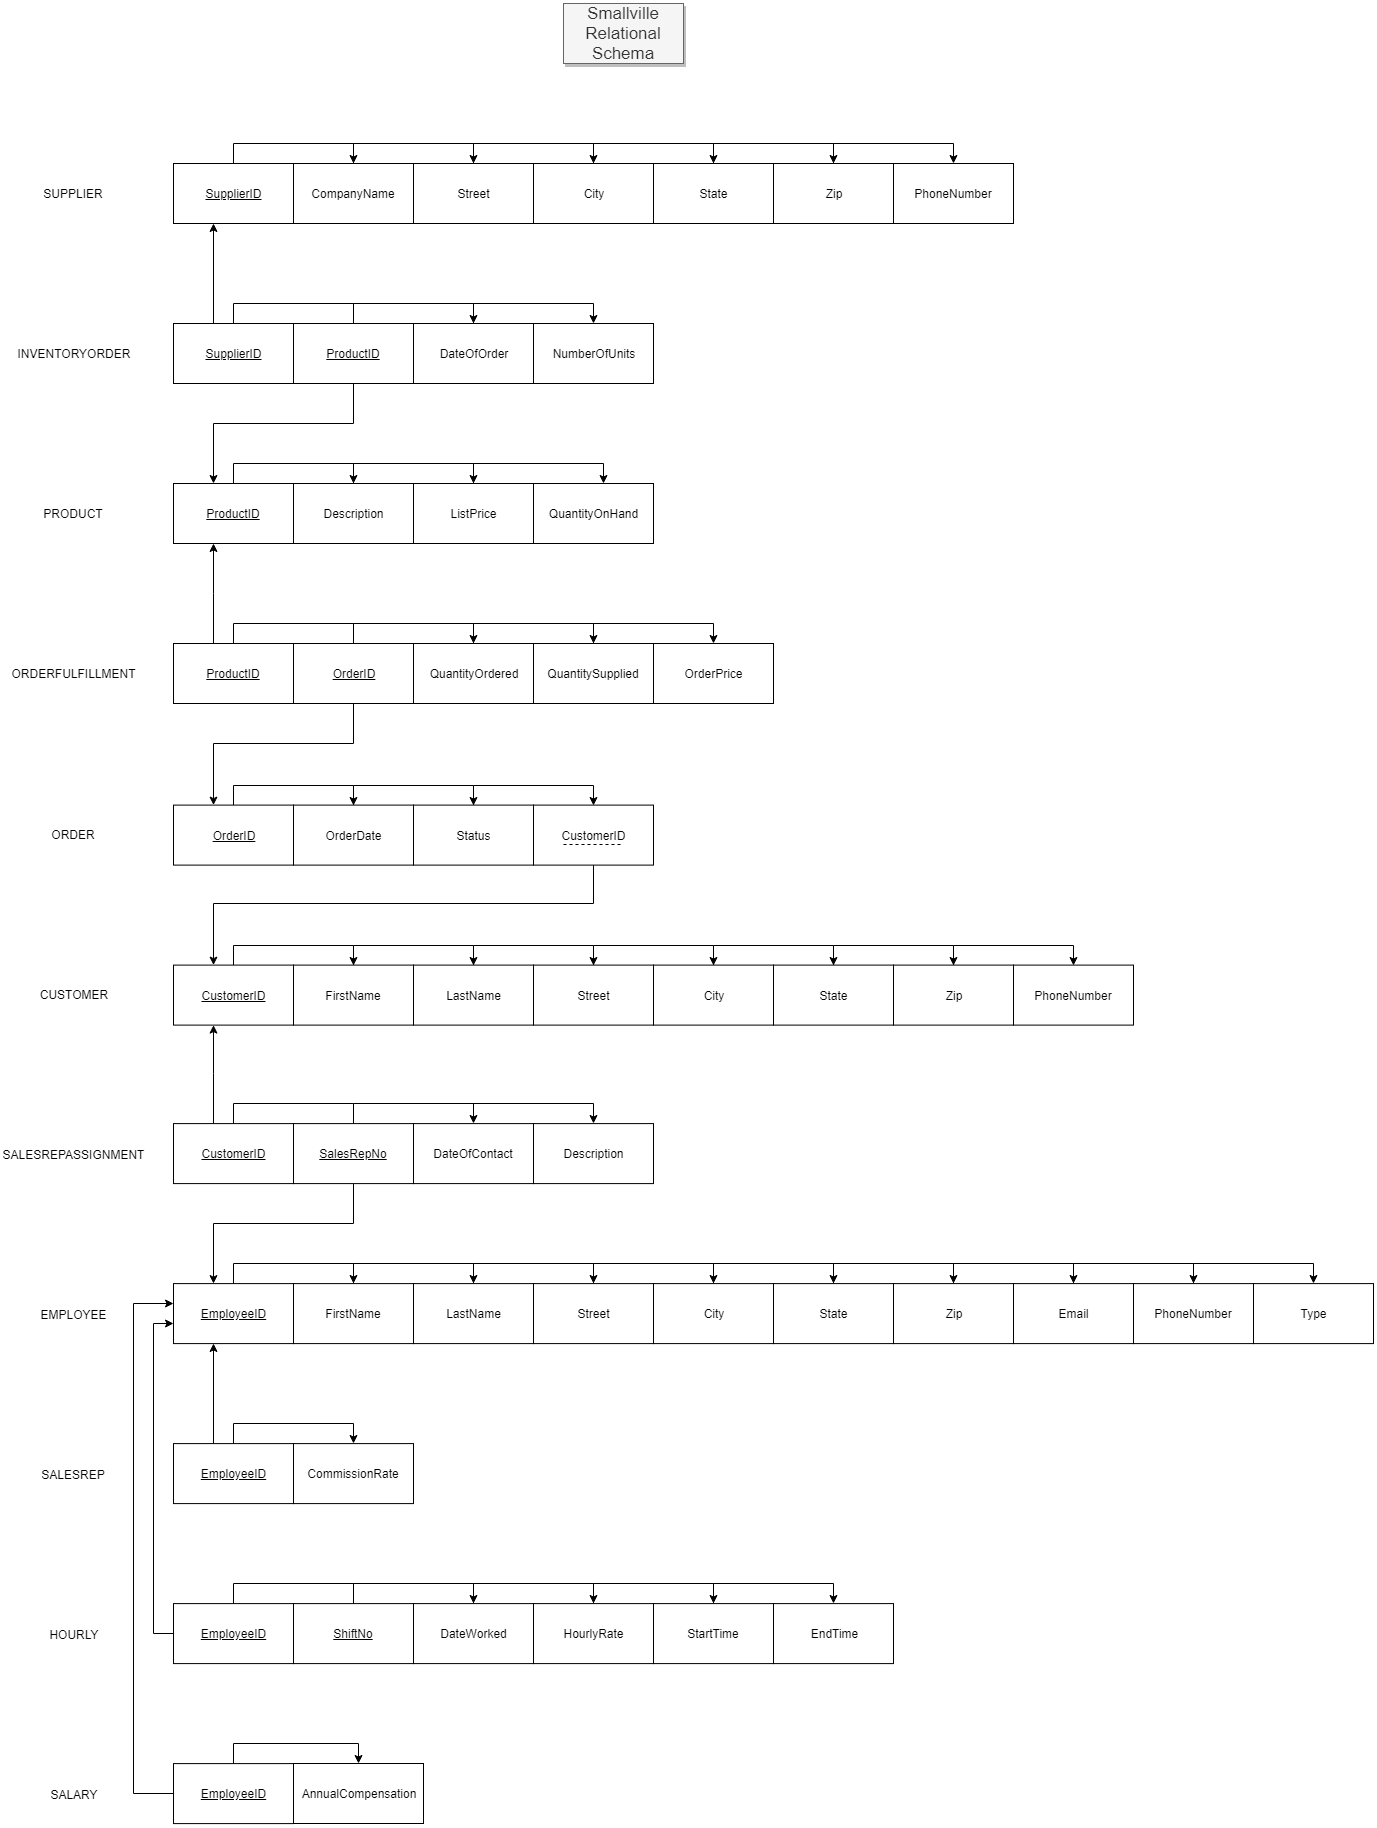 Smallville
Relational
Schema
SUPPLIER
SupplierID CompanyName Street City State Zip PhoneNumber
INVENTORYORDER
SupplierID ProductID DateOfOrder NumberOfUnits
PRODUCT
ProductID Description ListPrice QuantityOnHand
ORDERFULFILLMENT
ProductID OrderID QuantityOrdered QuantitySupplied OrderPrice
ORDER
OrderID OrderDate Status CustomerID
CUSTOMER
CustomerID FirstName LastName Street City State Zip PhoneNumber
SALESREPASSIGNMENT
CustomerID SalesRepNo DateOfContact Description
EMPLOYEE
EmployeeID FirstName LastName Street City State Zip Email PhoneNumber Type
SALESREP
EmployeeID CommissionRate
HOURLY
EmployeeID ShiftNo DateWorked HourlyRate StartTime EndTime
SALARY
EmployeeID AnnualCompensation